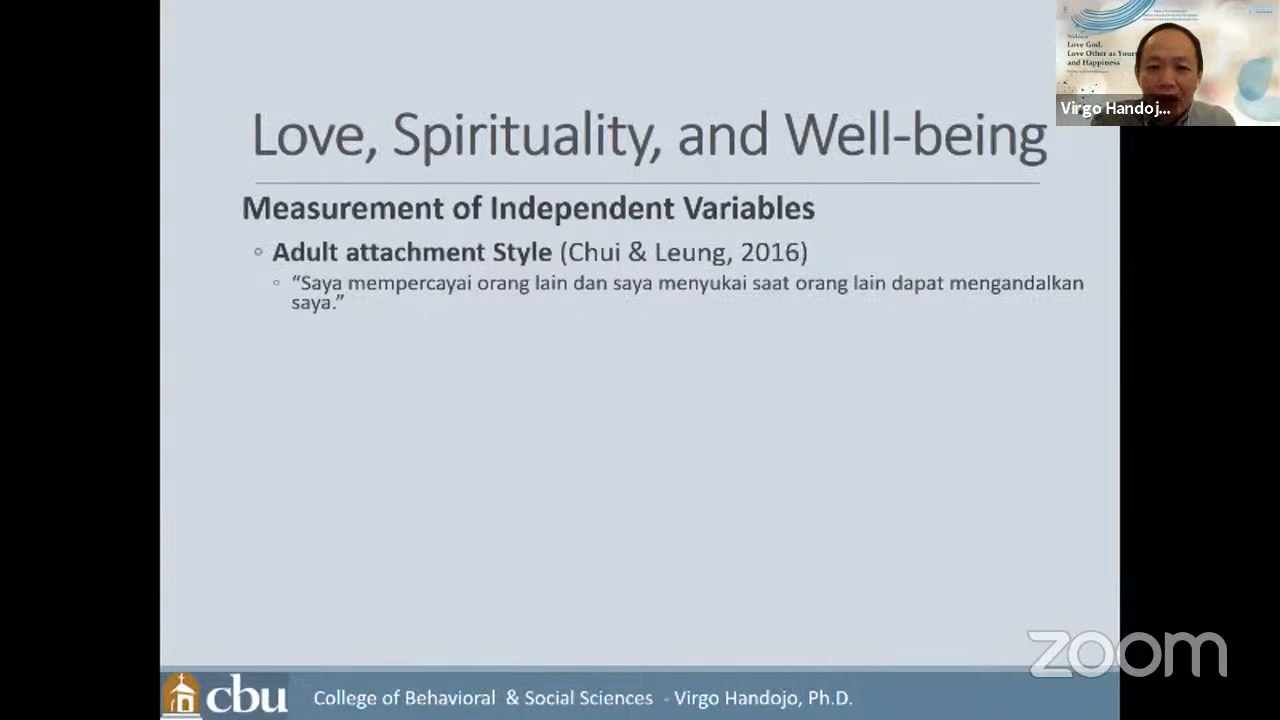 Love, Spirituality, and Well-being
Measurement of Independent Variables
Adult attachment Style (Chui & Leung, 2016)
“Saya mempercayai orang lain dan saya menyukai saat orang lain dapat mengandalkan
saya.”
cbu
College of Behavioral & Social Sciences - Virgo Handojo, Ph.D.
Webinar
Love God,
Love Other as Your
and Happiness
Virgo Handoj...
zoom